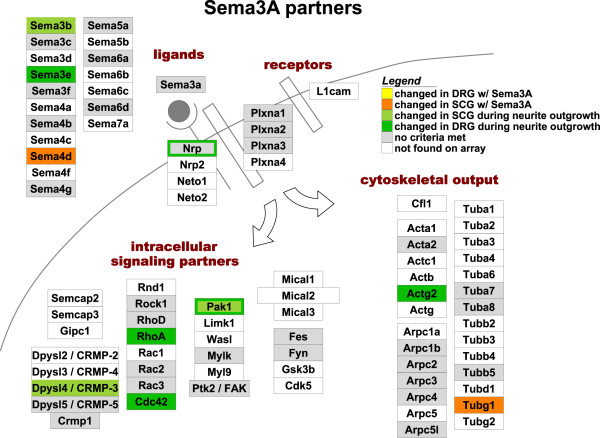 Sema3A partners
Sema3b
Sema3c
Sema3d
Sema3e
Sema3f
Sema4a
Sema4b
Sema4c
Sema4d
Sema4f
Sema4g
Sema5a
Sema5b
Sema6a
Sema6b
Sema6c
Sema6d
Sema7a
ligands
Sema3a
receptors
L1cam
Nrp
Nrp2
Neto1
Neto2
Plxna1
Plxna2
Plxna3
Plxna4
Legend
changed in DRG w/ Sema3A
changed in SCG w/ Sema3A
changed in SCG during neurite outgrowth
changed in DRG during neurite outgrowth
no criteria met
not found on array
intracellular
signaling partners
Semcap2
Semcap3
Gipc1
Dpysl2 / CRMP-2
Dpysl3 / CRMP-4
Dpysl4 / CRMP-3
Dpysl5 / CRMP-5
Crmp1
Rnd1
Rock1
RhoD
RhoA
Rac1
Rac2
Rac3
Cdc42
Pak1
Limk1
Wasl
Mylk
Myl9
Ptk2 / FAK
Mical1
Mical2
Mical3
Fes
Fyn
Gsk3b
Cdk5
cytoskeletal output
Cfl1
Acta1
Acta2
Actc1
Actb
Actg2
Actg
Arpc1a
Arpc1b
Arpc2
Arpc3
Arpc4
Arpc5
Arpc5l
Tuba1
Tuba2
Tuba3
Tuba4
Tuba6
Tuba7
Tuba8
Tubb2
Tubb3
Tubb4
Tubb5
Tubd1
Tubg1
Tubg2